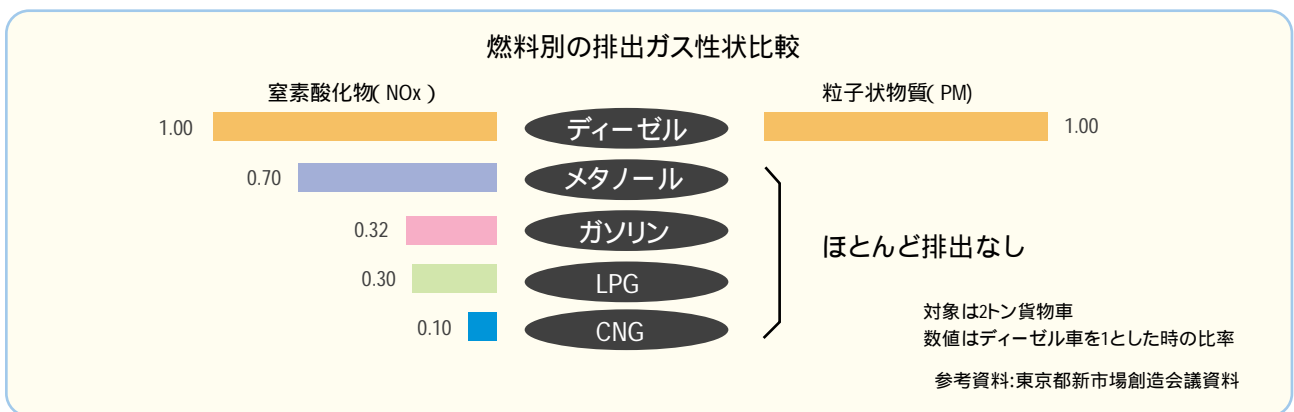 燃料別の排出ガス性状比較
窒素酸化物(NOx)
粒子状物質(PM)
1.00
ディーゼル
1.00
0.70
メタノール
0.32
ガソリン
ほとんど排出なし
0.30
LPG
0.10
CNG
対象は2トン貨物車
数値はディーゼル車を1とした時の比率
参考資料:東京都新市場創造会議資料